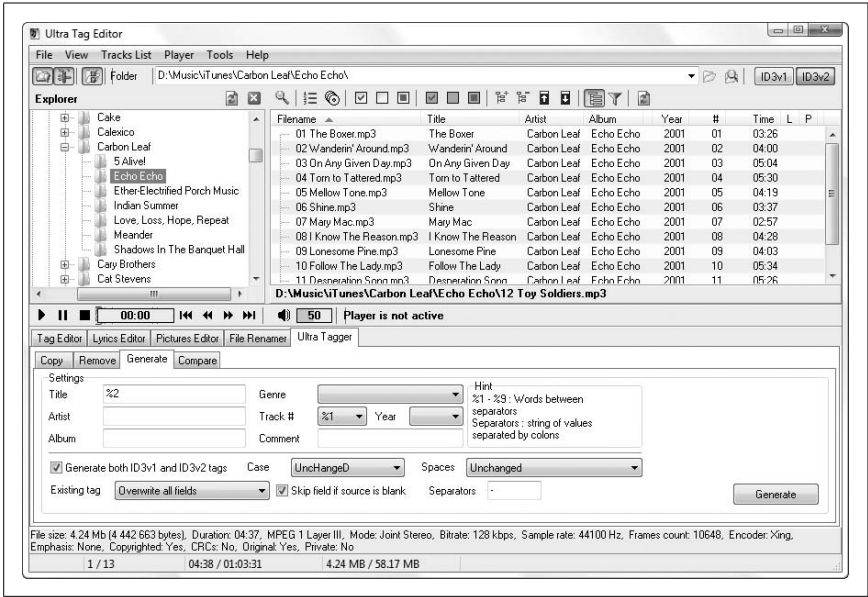 Ultra Tag Editor
File View Tracks List Player Tools Help
Folder D:\Music\iTunes\Carbon Leaf\Echo Echo\ ID3v1 ID3v2
Explorer
Cake
Calexico
Carbon Leaf
5 Alive!
Echo Echo
Ether-Electrified Porch Music
Indian Summer
Love, Loss, Hope, Repeat
Meander
Shadows In The Banquet Hall
Cary Brothers
Cat Stevens
Filename Title Artist Album Year # Time L P
01 The Boxer.mp3 The Boxer Carbon Leaf Echo Echo 2001 01 03:26
02 Wanderin' Around.mp3 Wanderin' Around Carbon Leaf Echo Echo 2001 02 04:00
03 On Any Given Day.mp3 On Any Given Day Carbon Leaf Echo Echo 2001 03 05:04
04 Torn to Tattered.mp3 Torn to Tattered Carbon Leaf Echo Echo 2001 04 05:30
05 Mellow Tone.mp3 Mellow Tone Carbon Leaf Echo Echo 2001 05 04:19
06 Shine.mp3 Shine Carbon Leaf Echo Echo 2001 06 03:37
07 Mary Mac.mp3 Mary Mac Carbon Leaf Echo Echo 2001 07 02:57
08 I Know The Reason.mp3 I Know The Reason Carbon Leaf Echo Echo 2001 08 04:28
09 Lonesome Pine.mp3 Lonesome Pine Carbon Leaf Echo Echo 2001 09 04:03
10 Follow The Lady.mp3 Follow The Lady Carbon Leaf Echo Echo 2001 10 05:34
11 Desperation Song.mp3 Desperation Song Carbon Leaf Echo Echo 2001 11 05:26
D:\Music\iTunes\Carbon Leaf\Echo Echo\12 Toy Soldiers.mp3
00:00 50 Player is not active
Tag Editor Lyrics Editor Pictures Editor File Renamer Ultra Tagger
Copy Remove Generate Compare
Settings
Title %2 Genre
Artist Track # %1 Year
Album Comment
Hint
%1 - %9 : Words between
separators
Separators : string of values
separated by colons
Generate both ID3v1 and ID3v2 tags Case UncHangeD Spaces Unchanged
Existing tag Overwrite all fields Skip field if source is blank Separators - Generate
File size: 4.24 Mb (4 442 663 bytes), Duration: 04:37, MPEG 1 Layer III, Mode: Joint Stereo, Bitrate: 128 kbps, Sample rate: 44100 Hz, Frames count: 10648, Encoder: Xing,
Emphasis: None, Copyrighted: Yes, CRCs: No, Original: Yes, Private: No
1 / 13 04:38 / 01:03:31 4.24 MB / 58.17 MB